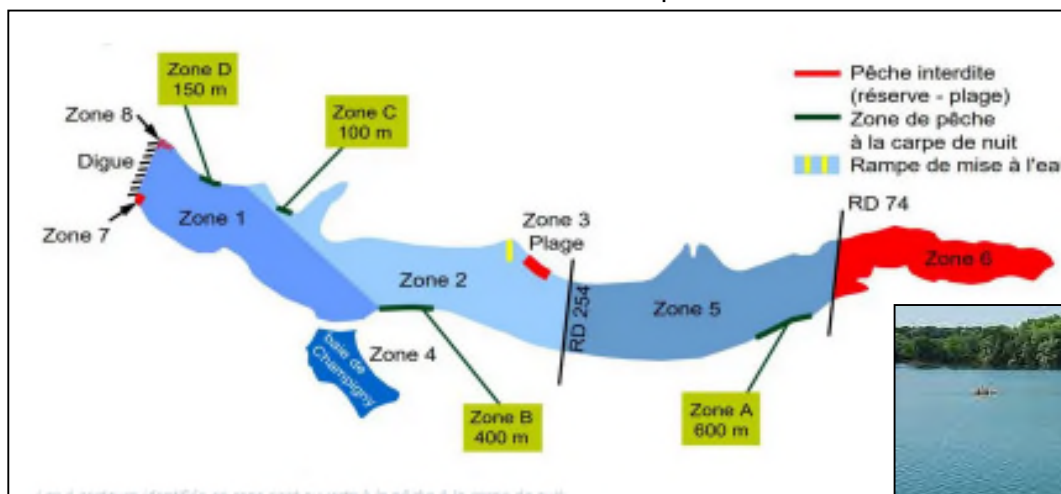 Zone D
150 m
Zone C
100 m
Zone 8
Digue
Zone 7
Zone 1
Zone 2
Zone 3
Plage
RD 254
Zone 5
RD 74
Zone 6
baie de
Champigny
Zone 4
Zone B
400 m
Zone A
600 m
Pêche interdite
(réserve - plage)
Zone de pêche
à la carpe de nuit
Rampe de mise à l'eau